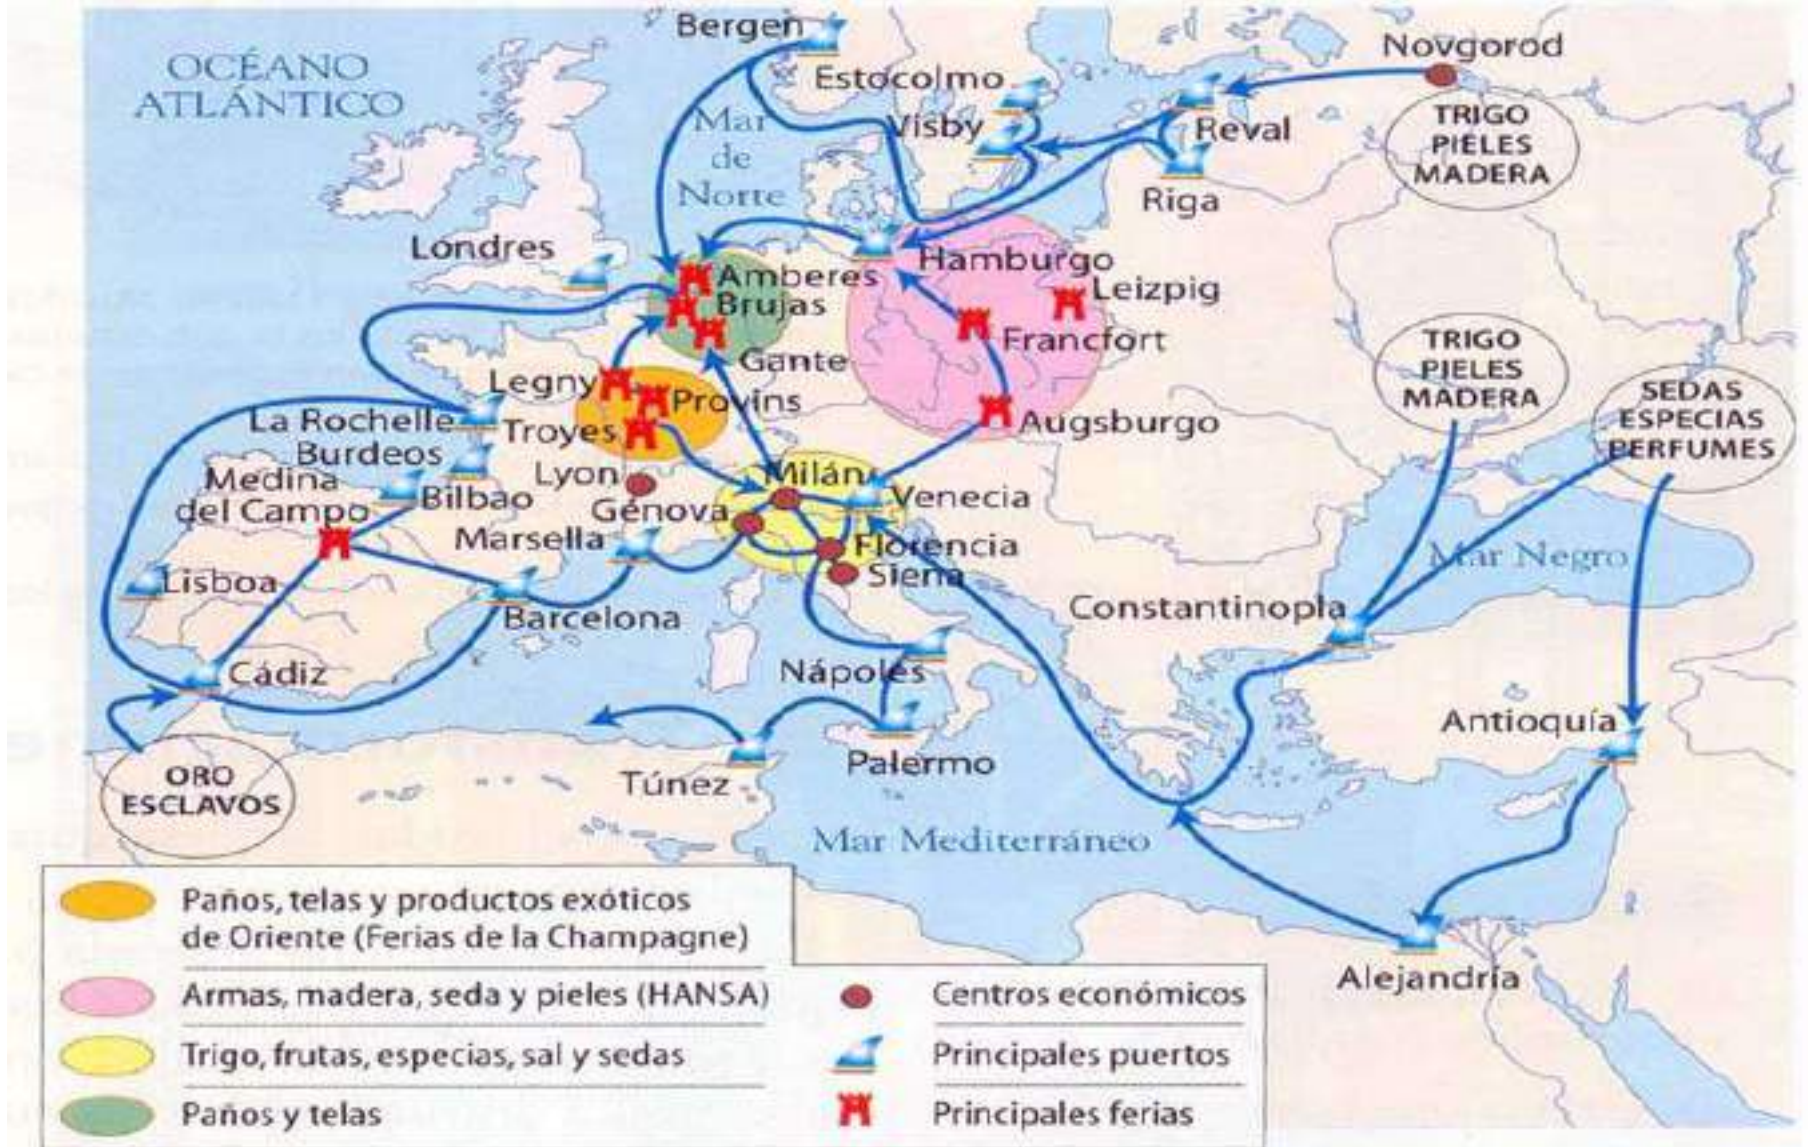 Bergen
OCÉANO
ATLÁNTICO
Novgorod
Estocolmo
TRIGO
PIELES
MADERA
Mar
de
Norte
Visby
Reval
Riga
Londres
Hamburgo
Amberes
Brujas
Leizpig
Francfort
Gante
TRIGO
PIELES
MADERA
Legny
Provins
SEDAS
ESPECIAS
PERFUMES
La Rochelle
Troyes
Augsburgo
Burdeos
Lyon
Milán
Medina
del Campo
Bilbao
Génova
Venecia
Marsella
Florencia
Siena
Mar Negro
Lisboa
Barcelona
Constantinopla
Cádiz
Nápoles
Antioquía
Palermo
Túnez
ORO
ESCLAVOS
Mar Mediterráneo
Alejandría
Paños, telas y productos exóticos
de Oriente (Ferias de la Champagne)
Armas, madera, seda y pieles (HANSA)
Trigo, frutas, especias, sal y sedas
Paños y telas
Centros económicos
Principales puertos
Principales ferias